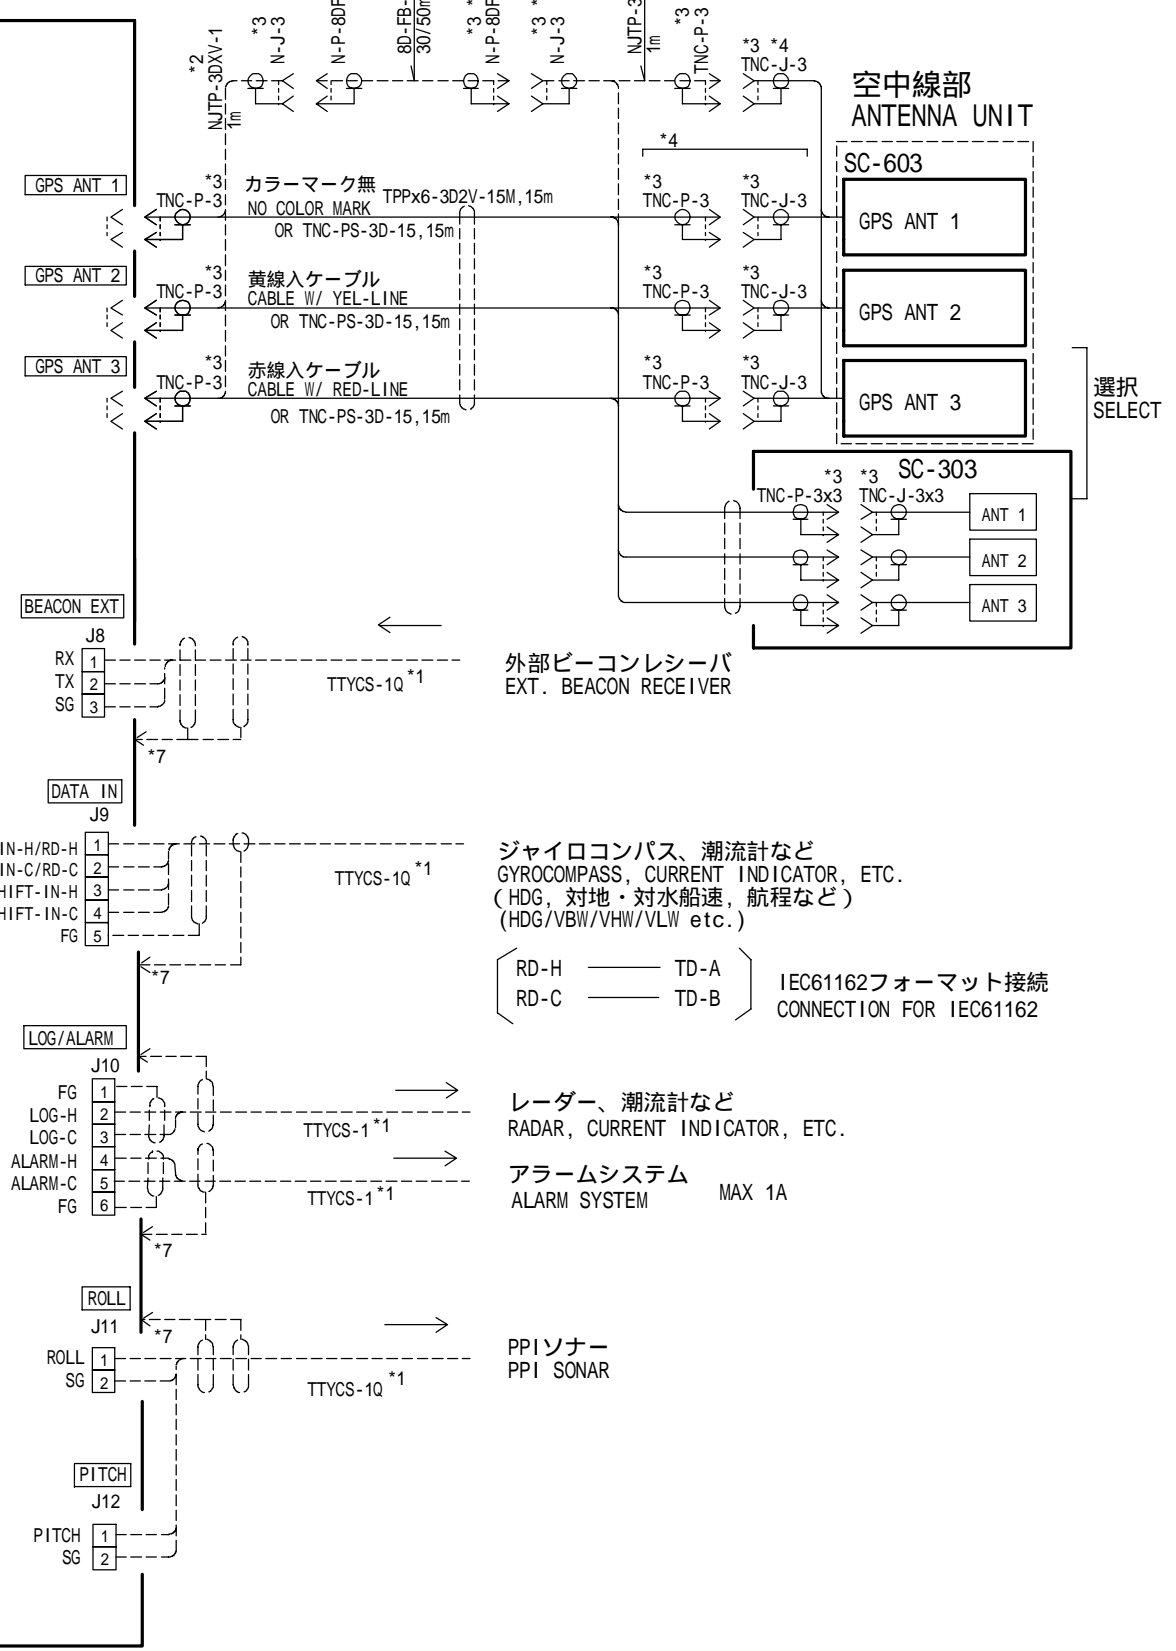 *2
NJTP-3DXV-1
1m
*3
N-J-3
N-P-8DF
8D-FB-
30/50m
*3
N-P-8DF
*3
N-J-3
NJTP-3
1m
*3
TNC-P-3
*3 *4
TNC-J-3
空中線部
ANTENNA UNIT
*4
SC-603
GPS ANT 1
*3
TNC-P-3
カラーマーク無
NO COLOR MARK
TPPx6-3D2V-15M,15m
OR TNC-PS-3D-15,15m
*3
TNC-P-3
*3
TNC-J-3
GPS ANT 1
GPS ANT 2
*3
TNC-P-3
黄線入ケーブル
CABLE W/ YEL-LINE
OR TNC-PS-3D-15,15m
*3
TNC-P-3
*3
TNC-J-3
GPS ANT 2
GPS ANT 3
*3
TNC-P-3
赤線入ケーブル
CABLE W/ RED-LINE
OR TNC-PS-3D-15,15m
*3
TNC-P-3
*3
TNC-J-3
GPS ANT 3
選択
SELECT
SC-303
*3
TNC-P-3x3
*3
TNC-J-3x3
ANT 1
ANT 2
ANT 3
BEACON EXT
J8
RX 1
TX 2
SG 3
TTYCS-1Q *1
*7
外部ビーコンレシーバ
EXT. BEACON RECEIVER
DATA IN
J9
IN-H/RD-H 1
IN-C/RD-C 2
HIFT-IN-H 3
HIFT-IN-C 4
FG 5
TTYCS-1Q *1
*7
ジャイロコンパス、潮流計など
GYROCOMPASS, CURRENT INDICATOR, ETC.
(HDG, 対地・対水船速, 航程など)
(HDG/VBW/VHW/VLW etc.)
RD-H TD-A
RD-C TD-B
IEC61162フォーマット接続
CONNECTION FOR IEC61162
LOG/ALARM
J10
FG 1
LOG-H 2
LOG-C 3
ALARM-H 4
ALARM-C 5
FG 6
TTYCS-1 *1
レーダー、潮流計など
RADAR, CURRENT INDICATOR, ETC.
TTYCS-1 *1
アラームシステム
ALARM SYSTEM MAX 1A
*7
ROLL
J11
*7
ROLL 1
SG 2
TTYCS-1Q *1
PPIソナー
PPI SONAR
PITCH
J12
PITCH 1
SG 2